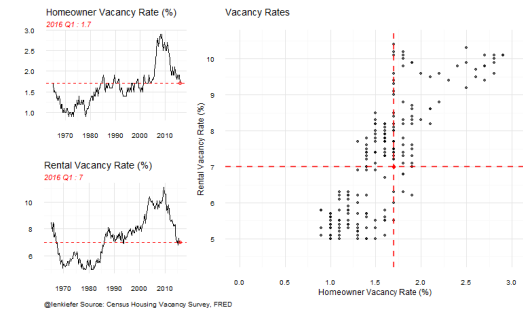 Homeowner Vacancy Rate (%)
2016 Q1 : 1.7
3.0
2.5
2.0
1.5
1.0
1970 1980 1990 2000 2010
Rental Vacancy Rate (%)
2016 Q1 : 7
10
8
6
1970 1980 1990 2000 2010
Vacancy Rates
Rental Vacancy Rate (%)
10
9
8
7
6
5
0.0 0.5 1.0 1.5 2.0 2.5 3.0
Homeowner Vacancy Rate (%)
@lenkiefer Source: Census Housing Vacancy Survey, FRED